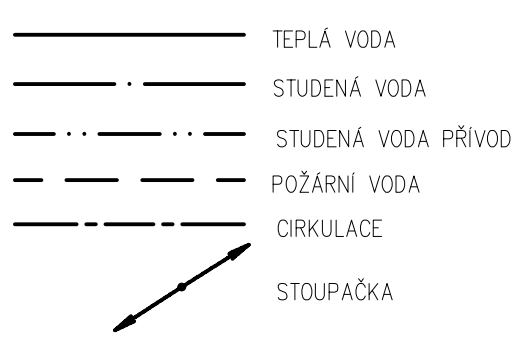 TEPLÁ VODA
STUDENÁ VODA
STUDENÁ VODA PŘÍVOD
POŽÁRNÍ VODA
CIRKULACE
STOUPAČKA